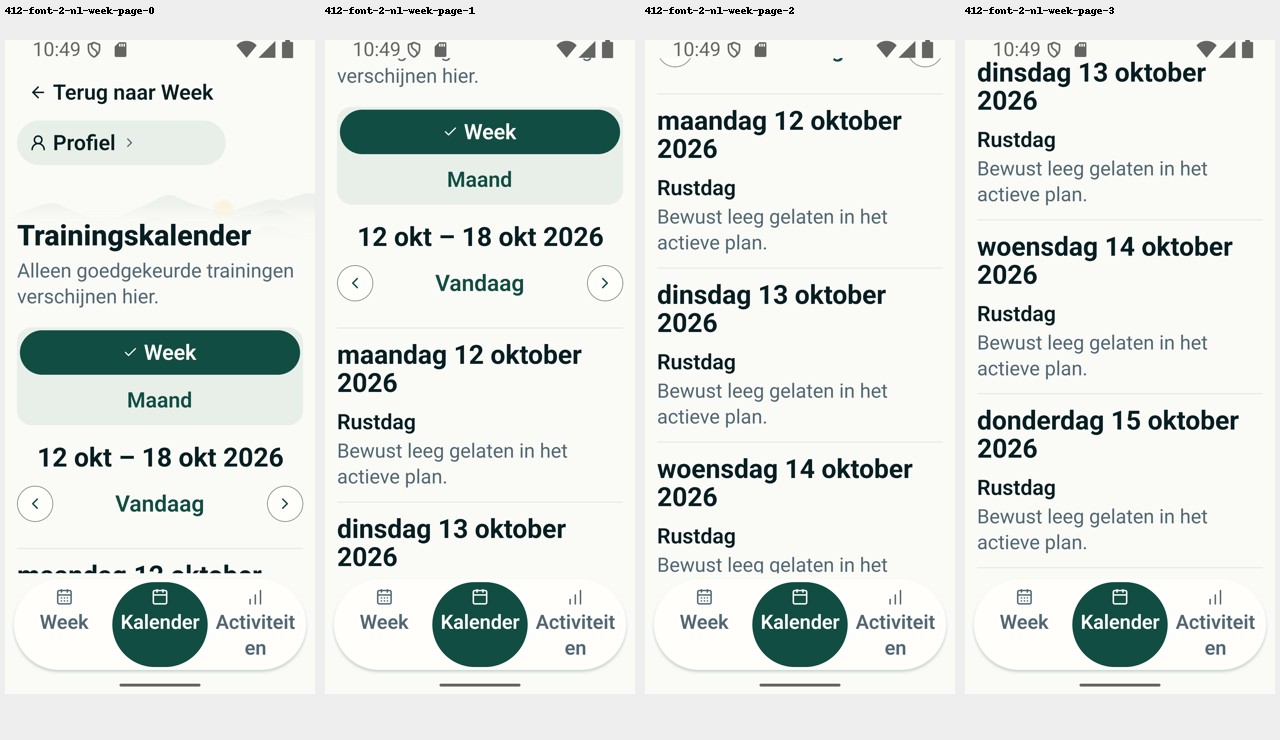 412-font-2-nl-week-page-0
10:49
Terug naar Week
Profiel
Trainingskalender
Alleen goedgekeurde trainingen
verschijnen hier.
Week
Maand
12 okt – 18 okt 2026
Vandaag
maandag 12 oktober
Week
Kalender
Activiteit
en
412-font-2-nl-week-page-1
10:49
verschijnen hier.
Week
Maand
12 okt – 18 okt 2026
Vandaag
maandag 12 oktober
2026
Rustdag
Bewust leeg gelaten in het
actieve plan.
dinsdag 13 oktober
2026
Week
Kalender
Activiteit
en
412-font-2-nl-week-page-2
10:49
maandag 12 oktober
2026
Rustdag
Bewust leeg gelaten in het
actieve plan.
dinsdag 13 oktober
2026
Rustdag
Bewust leeg gelaten in het
actieve plan.
woensdag 14 oktober
2026
Rustdag
Bewust leeg gelaten in het
Week
Kalender
Activiteit
en
412-font-2-nl-week-page-3
10:49
dinsdag 13 oktober
2026
Rustdag
Bewust leeg gelaten in het
actieve plan.
woensdag 14 oktober
2026
Rustdag
Bewust leeg gelaten in het
actieve plan.
donderdag 15 oktober
2026
Rustdag
Bewust leeg gelaten in het
actieve plan.
Week
Kalender
Activiteit
en